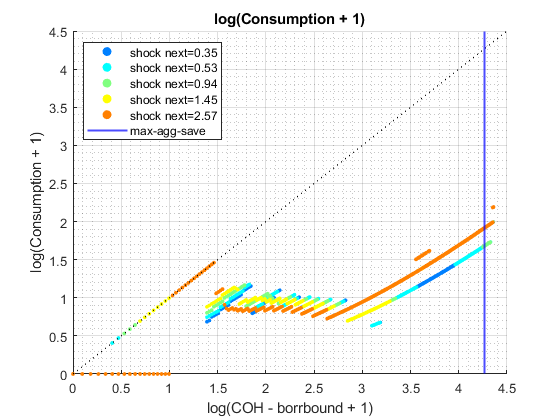 log(Consumption + 1)
4.5
4
3.5
3
2.5
2
1.5
1
0.5
0
log(Consumption + 1)
shock next=0.35
shock next=0.53
shock next=0.94
shock next=1.45
shock next=2.57
max-agg-save
0 0.5 1 1.5 2 2.5 3 3.5 4 4.5
log(COH - borrbound + 1)